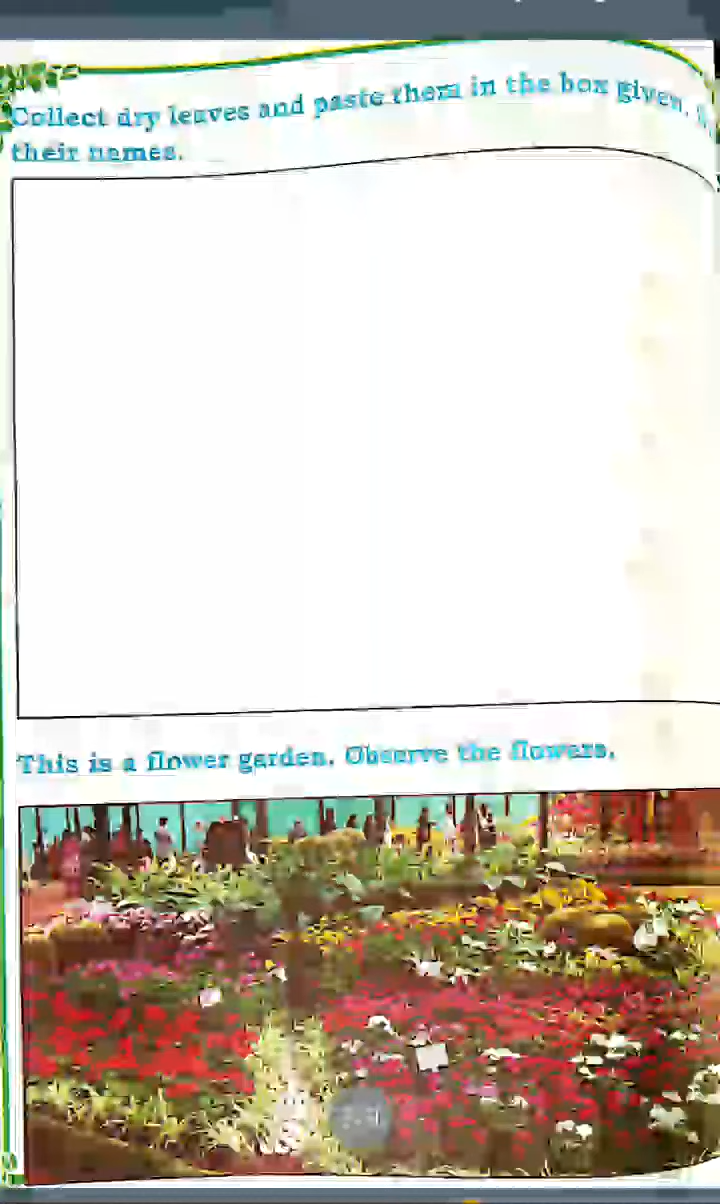 Collect dry leaves and paste them in the box given.
their names.
This is a flower garden. Observe the flowers.